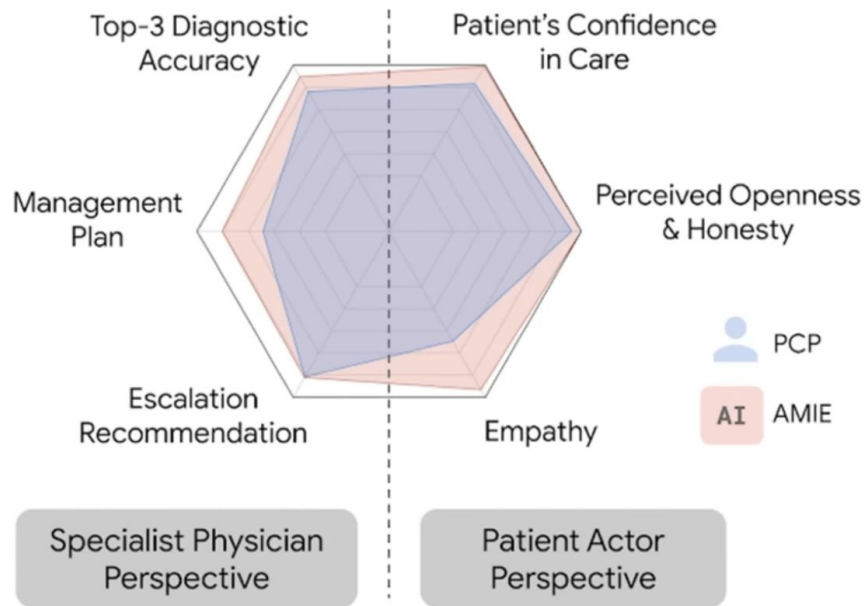 Top-3 Diagnostic
Accuracy
Patient’s Confidence
in Care
Management
Plan
Perceived Openness
& Honesty
PCP
AI
AMIE
Escalation
Recommendation
Empathy
Specialist Physician
Perspective
Patient Actor
Perspective